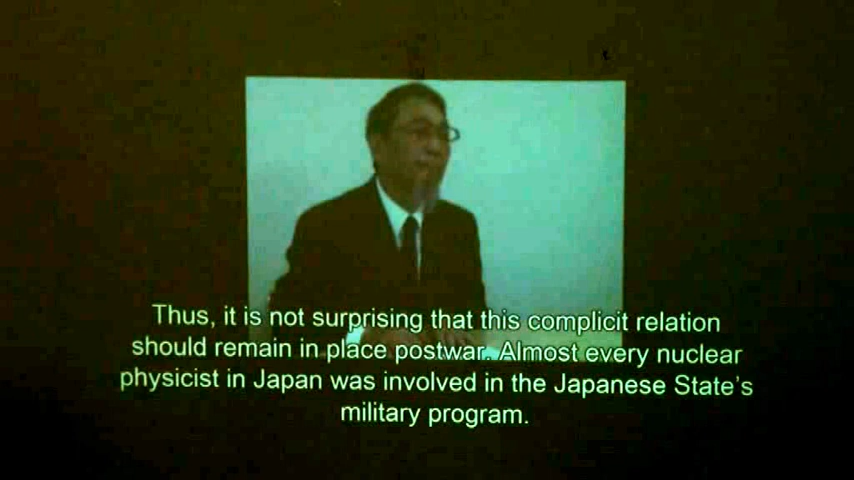 Thus, it is not surprising that this complicit relation
should remain in place postwar. Almost every nuclear
physicist in Japan was involved in the Japanese State's
military program.